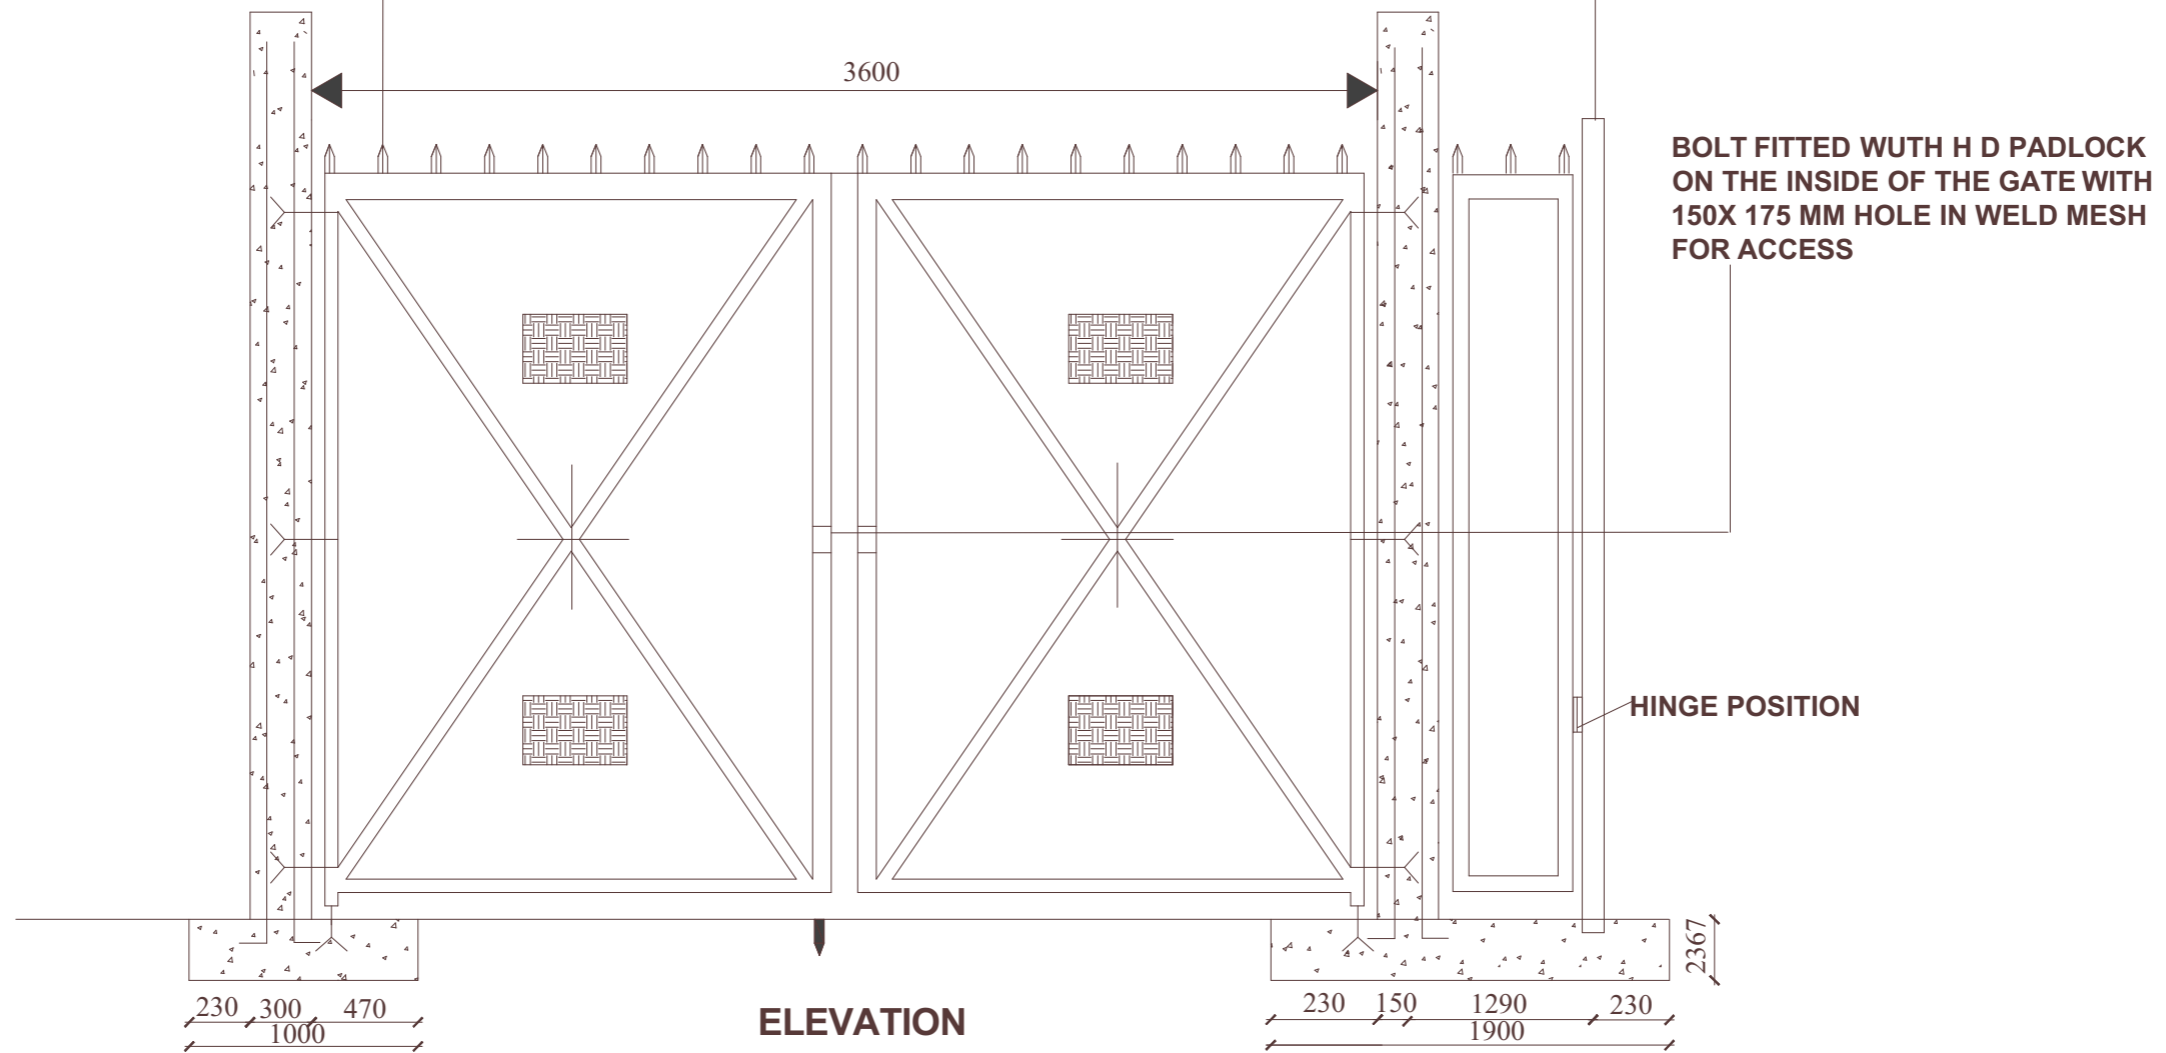 3600
BOLT FITTED WUTH H D PADLOCK
ON THE INSIDE OF THE GATE WITH
150X 175 MM HOLE IN WELD MESH
FOR ACCESS
HINGE POSITION
2367
230 300 470
1000
ELEVATION
230 150 1290 230
1900